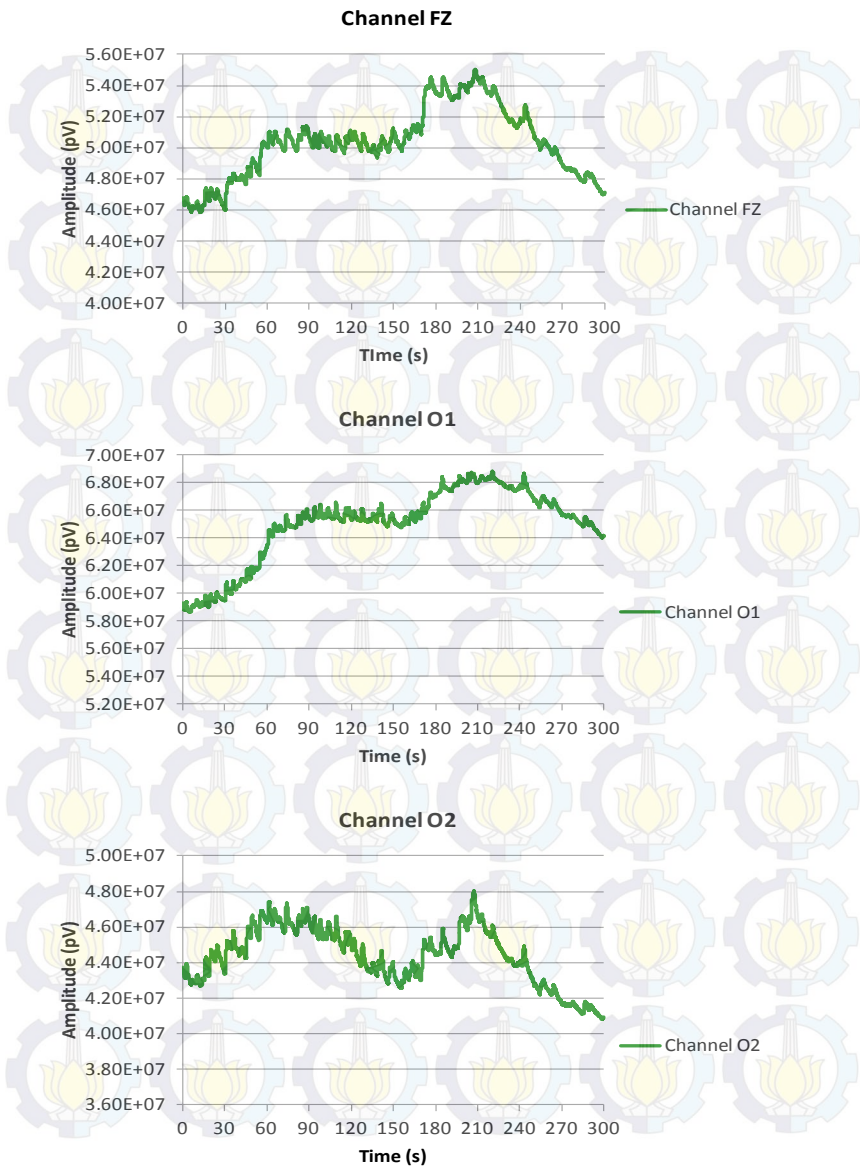 Channel FZ
5.60E+07
5.40E+07
5.20E+07
5.00E+07
4.80E+07
4.60E+07
4.40E+07
4.20E+07
4.00E+07
Amplitude (pV)
0 30 60 90 120 150 180 210 240 270 300
TIme (s)
Channel FZ
Channel O1
7.00E+07
6.80E+07
6.60E+07
6.40E+07
6.20E+07
6.00E+07
5.80E+07
5.60E+07
5.40E+07
5.20E+07
Amplitude (pV)
0 30 60 90 120 150 180 210 240 270 300
Time (s)
Channel O1
Channel O2
5.00E+07
4.80E+07
4.60E+07
4.40E+07
4.20E+07
4.00E+07
3.80E+07
3.60E+07
Amplitude (pV)
0 30 60 90 120 150 180 210 240 270 300
Time (s)
Channel O2